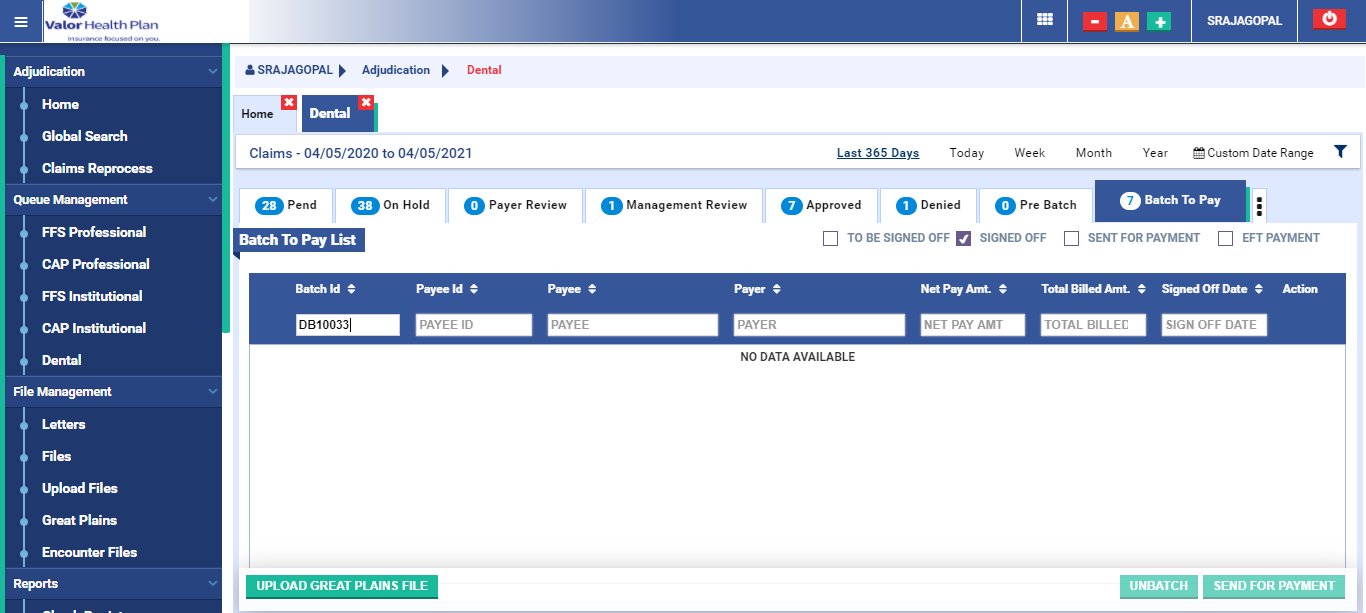 Valor Health Plan
Insurance focused on you.
A
SRAJAGOPAL
Adjudication
Home
Global Search
Claims Reprocess
Queue Management
FFS Professional
CAP Professional
FFS Institutional
CAP Institutional
Dental
File Management
Letters
Files
Upload Files
Great Plains
Encounter Files
Reports
SRAJAGOPAL Adjudication Dental
Home Dental
Claims - 04/05/2020 to 04/05/2021 Last 365 Days Today Week Month Year Custom Date Range
28 Pend 38 On Hold 0 Payer Review 1 Management Review 7 Approved 1 Denied 0 Pre Batch 7 Batch To Pay
Batch To Pay List TO BE SIGNED OFF SIGNED OFF SENT FOR PAYMENT EFT PAYMENT
Batch Id Payee Id Payee Payer Net Pay Amt. Total Billed Amt. Signed Off Date Action
DB10033 PAYEE ID PAYEE PAYER NET PAY AMT TOTAL BILLED SIGN OFF DATE
NO DATA AVAILABLE
UPLOAD GREAT PLAINS FILE UNBATCH SEND FOR PAYMENT